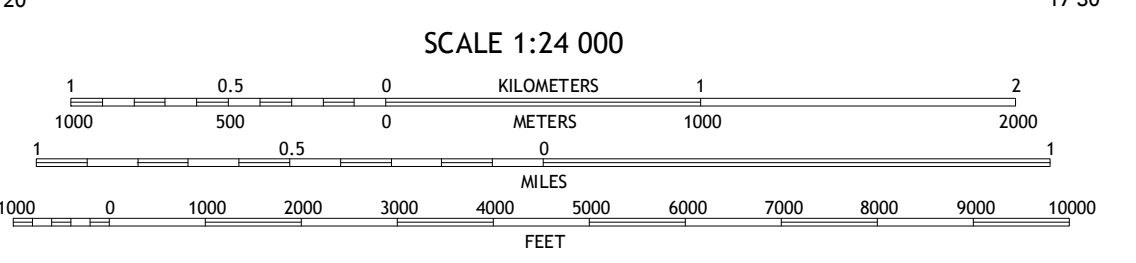 20 17 30
SCALE 1:24 000
1 0.5 0 KILOMETERS 1 2
1000 500 0 METERS 1000 2000
1 0.5 0 1
MILES
1000 0 1000 2000 3000 4000 5000 6000 7000 8000 9000 10000
FEET